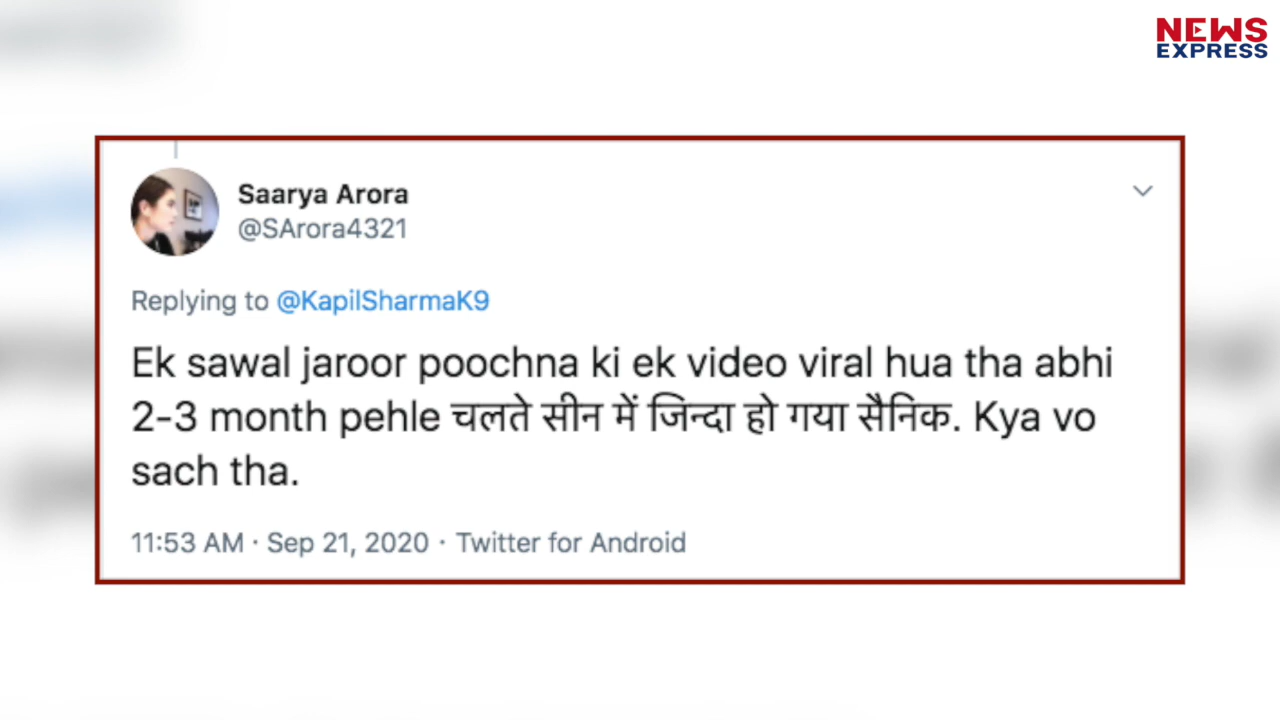 NEWS
EXPRESS
Saarya Arora
@SArora4321
Replying to @KapilSharmaK9
Ek sawal jaroor poochna ki ek video viral hua tha abhi
2-3 month pehle चलते सीन में जिन्दा हो गया सैनिक. Kya vo
sach tha.
11:53 AM · Sep 21, 2020 · Twitter for Android